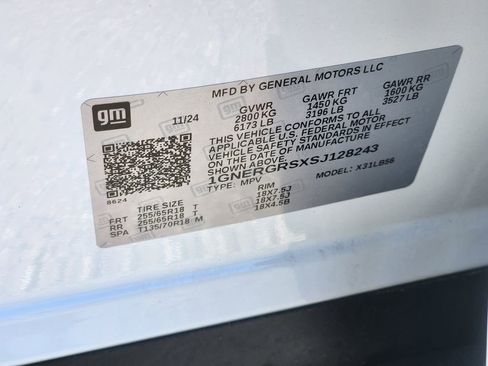 MFD BY GENERAL MOTORS LLC
gm
11/24 GVWR GAWR FRT GAWR RR
2800 KG 1450 KG 1600 KG
6173 LB 3196 LB 3527 LB
THIS VEHICLE CONFORMS TO ALL
APPLICABLE U.S. FEDERAL MOTOR
VEHICLE SAFETY STANDARDS IN EFFECT
ON THE DATE OF MANUFACTURE
1GNERGRSXSJ128243
TYPE: MPV MODEL: X31LB56
8624
TIRE SIZE RIM
FRT 255/65R18 T 18X7.5J
RR 255/65R18 T 18X7.5J
SPA T135/70R18 M 18X4.5B